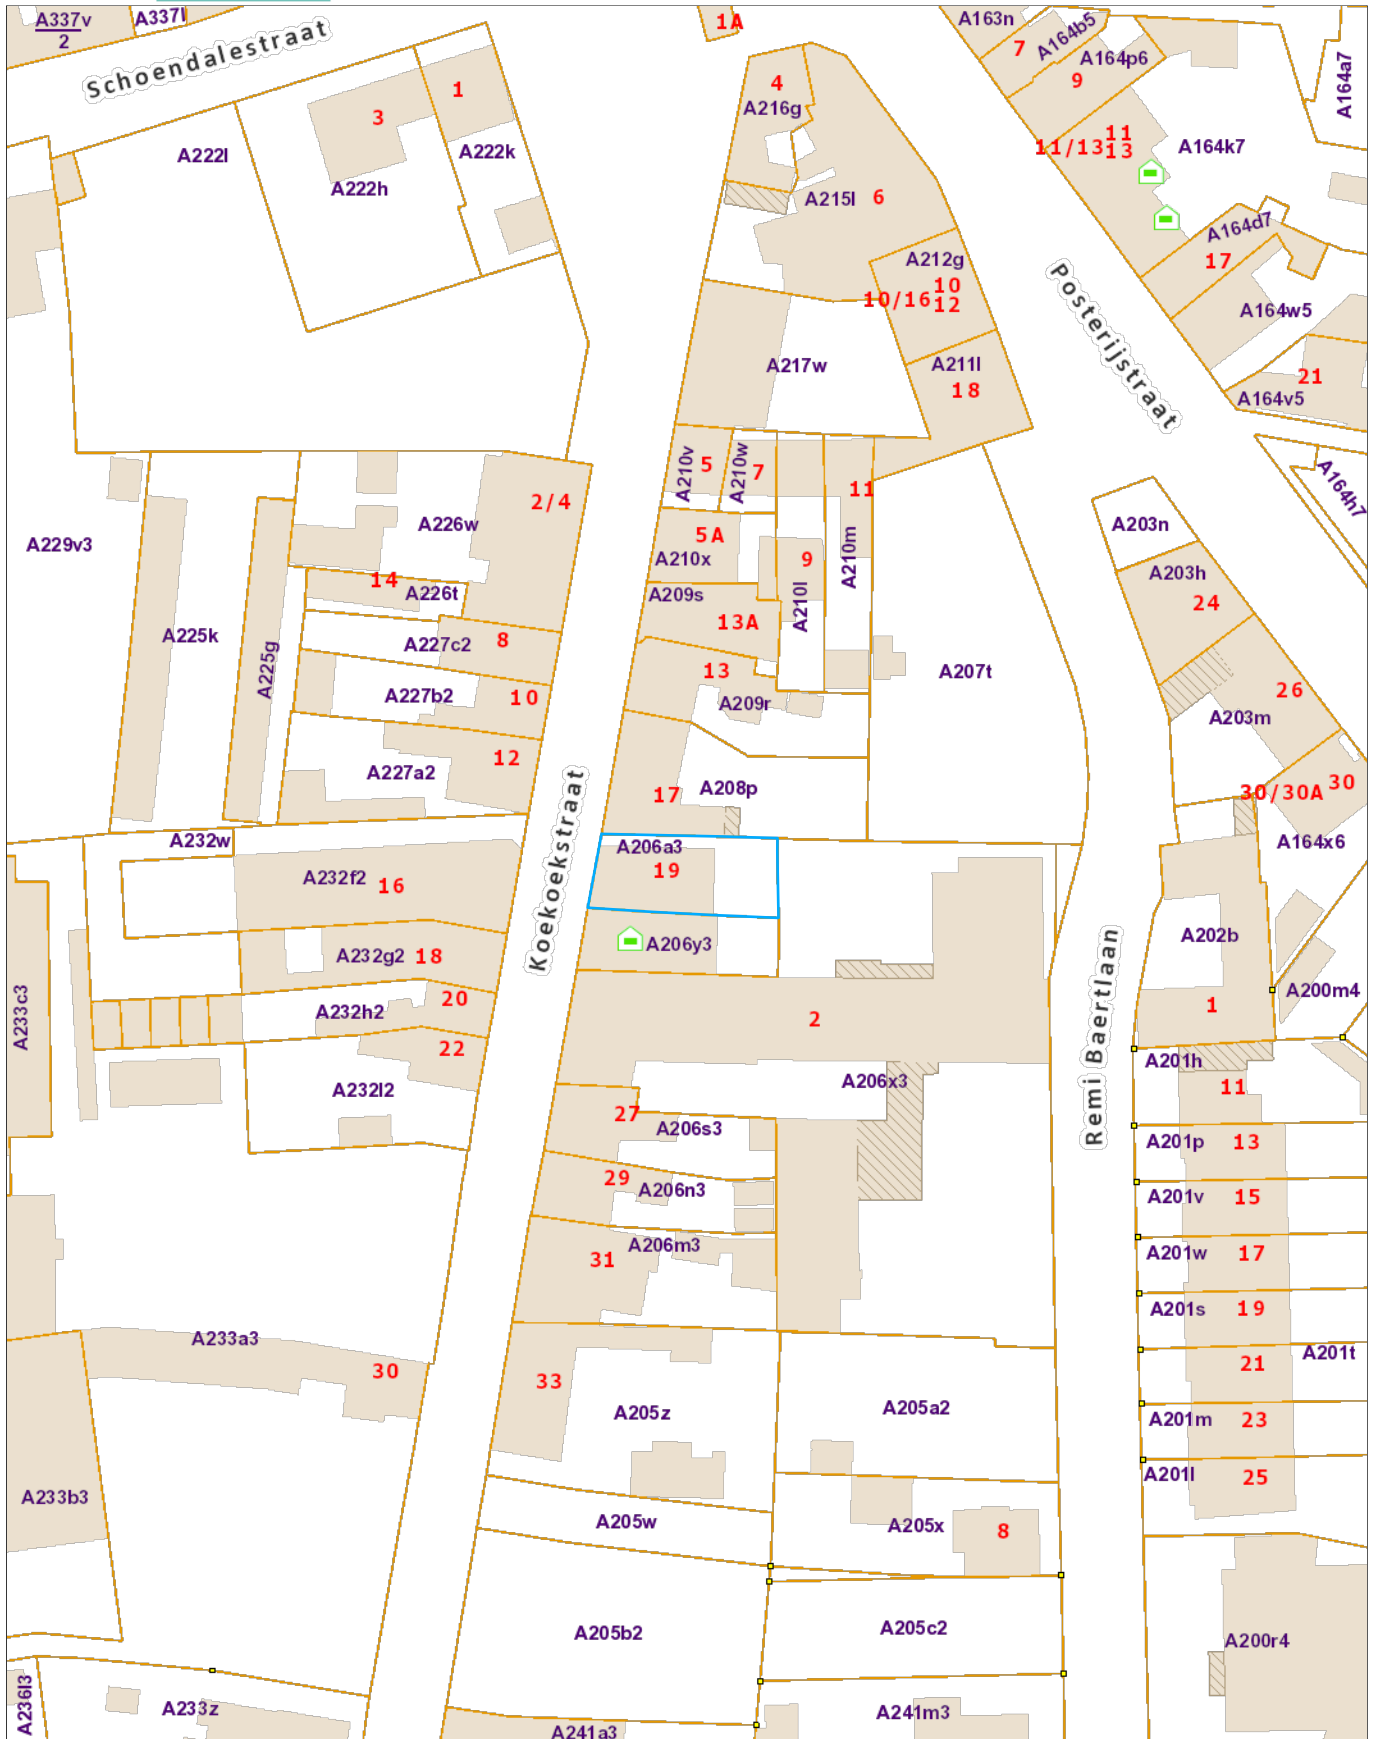 A337v
2
A337l
1A
A163n
7
A164b5
A164p6
9
A164a7
Schoendalestraat
1
3
A222l
A222k
A222h
4
A216g
A215l
6
11
11/13
13
A164k7
A164d7
17
A212g
10
10/16
12
A164w5
A217w
A211l
18
Posterijstraat
21
A164v5
A164h7
A210v
5
A210w
7
11
2/4
A226w
A203n
A229v3
5A
A210x
9
A210m
A203h
24
14
A226t
A209s
13A
A210l
A225k
A225g
A227c2
8
13
A209r
A207t
A227b2
10
26
A203m
12
A227a2
17
A208p
30/30A
30
A164x6
Koekoekstraat
A232w
A206a3
19
A232f2
16
A206y3
A202b
A232g2
18
A233c3
A232h2
20
2
1
A200m4
Remi Baertlaan
22
A232l2
A206x3
A201h
11
27
A206s3
A201p
13
29
A206n3
A201v
15
31
A206m3
A201w
17
A201s
19
A233a3
30
33
A205z
A205a2
21
A201t
A201m
23
A201l
25
A233b3
A205w
A205x
8
A205b2
A205c2
A200r4
A236l3
A233z
A241a3
A241m3